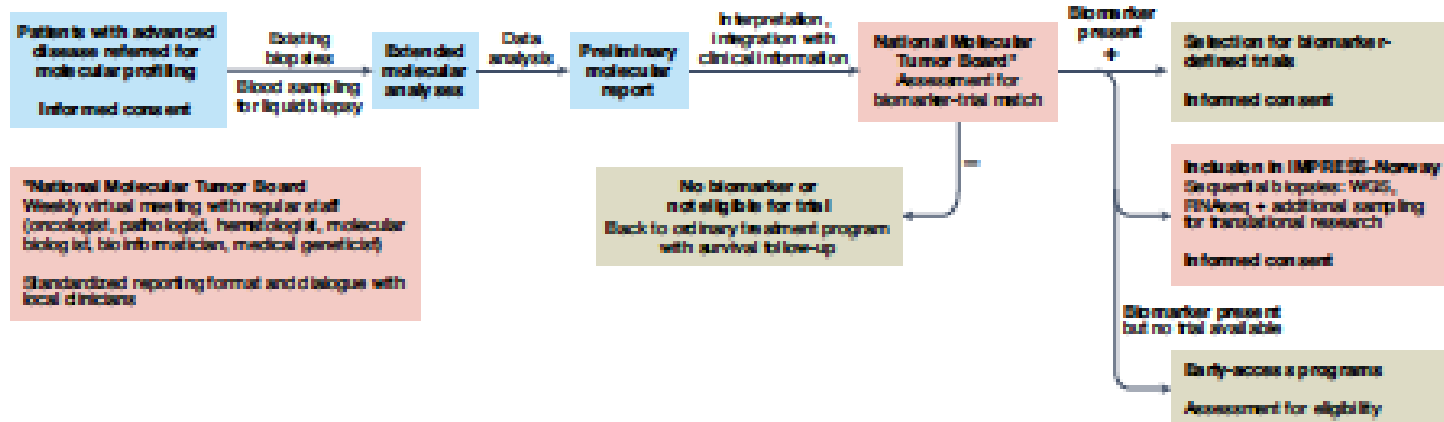 Patients with advanced
disease referred for
molecular profiling
Informed consent
Existing
biopsies
Blood sampling
for liquid biopsy
Extended
molecular
analyses
Data
analysis
Preliminary
molecular
report
Interpretation,
integration with
clinical information
National Molecular
Tumor Board*
Assessment for
biomarker-trial match
Biomarker
present
+
Selection for biomarker-
defined trials
Informed consent
–
*National Molecular Tumor Board
Weekly virtual meeting with regular staff
(oncologist, pathologist, hematologist, molecular
biologist, bioinformatician, medical geneticist)
Standardized reporting format and dialogue with
local clinicians
No biomarker or
not eligible for trial
Back to ordinary treatment program
with survival follow-up
Inclusion in IMPRESS-Norway
Sequential biopsies: WGS,
RNAseq + additional sampling
for translational research
Informed consent
Biomarker present
but no trial available
Early-access programs
Assessment for eligibility